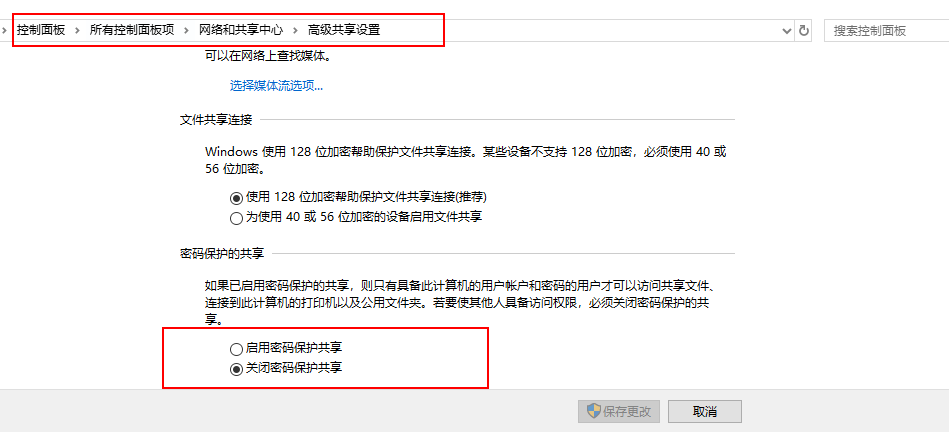 控制面板 > 所有控制面板项 > 网络和共享中心 > 高级共享设置 搜索控制面板
可以在网络上查找媒体。
选择媒体流选项...
文件共享连接
Windows 使用 128 位加密帮助保护文件共享连接。某些设备不支持 128 位加密，必须使用 40 或
56 位加密。
使用 128 位加密帮助保护文件共享连接(推荐)
为使用 40 或 56 位加密的设备启用文件共享
密码保护的共享
如果已启用密码保护的共享，则只有具备此计算机的用户帐户和密码的用户才可以访问共享文件、
连接到此计算机的打印机以及公用文件夹。若要使其他人具备访问权限，必须关闭密码保护的共
享。
启用密码保护共享
关闭密码保护共享
保存更改 取消